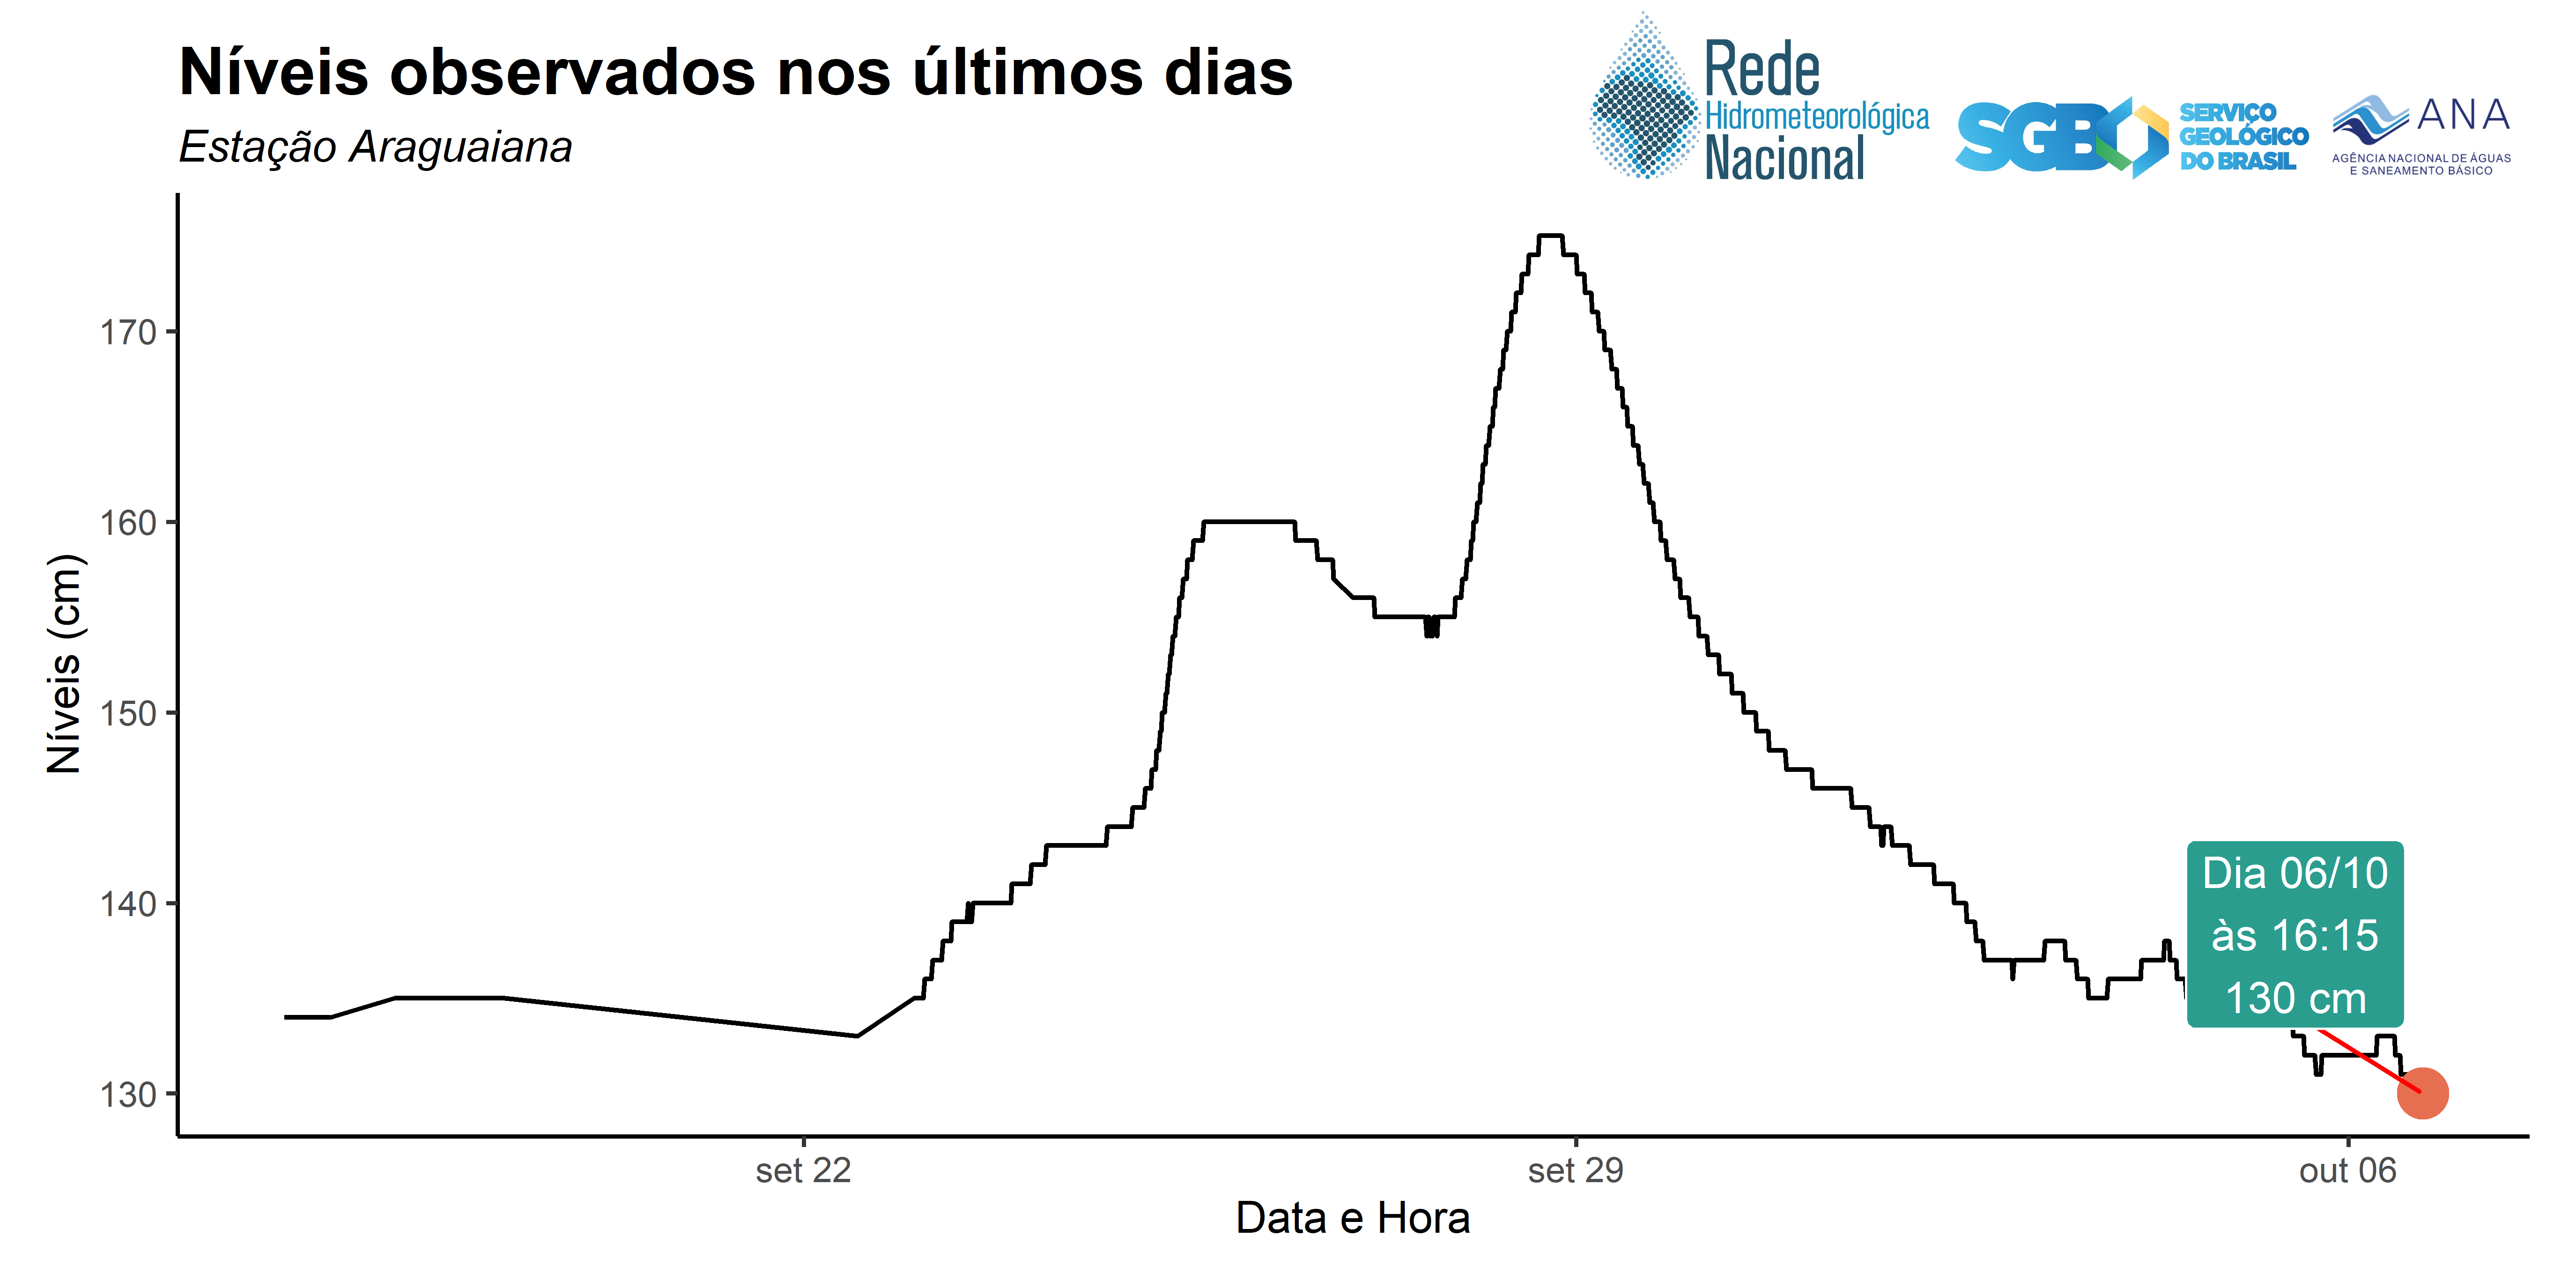 Níveis observados nos últimos dias
Estação Araguaiana
Rede
Hidrometeorológica
Nacional
SGB
SERVIÇO
GEOLÓGICO
DO BRASIL
ANA
AGÊNCIA NACIONAL DE ÁGUAS
E SANEAMENTO BÁSICO
Níveis (cm)
170
160
150
140
130
Dia 06/10
às 16:15
130 cm
set 22
set 29
out 06
Data e Hora